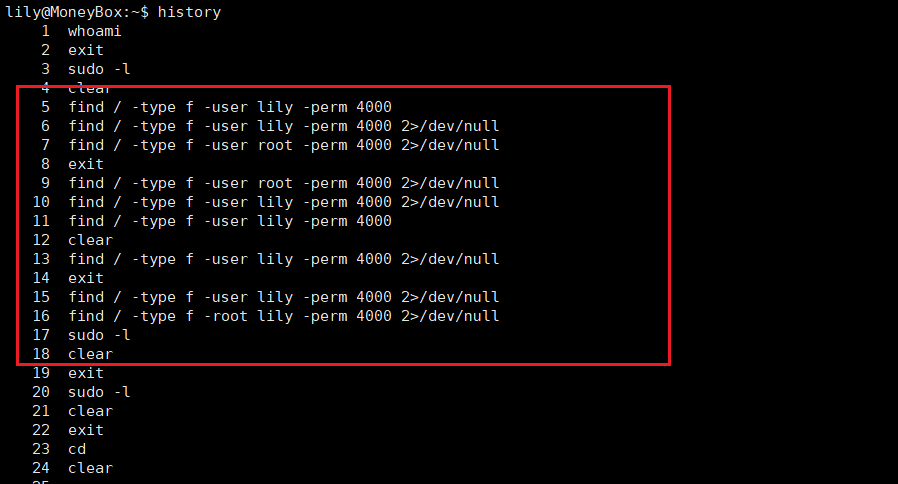 lily@MoneyBox:~$ history
1 whoami
2 exit
3 sudo -l
4 clear
5 find / -type f -user lily -perm 4000
6 find / -type f -user lily -perm 4000 2>/dev/null
7 find / -type f -user root -perm 4000 2>/dev/null
8 exit
9 find / -type f -user root -perm 4000 2>/dev/null
10 find / -type f -user lily -perm 4000 2>/dev/null
11 find / -type f -user lily -perm 4000
12 clear
13 find / -type f -user lily -perm 4000 2>/dev/null
14 exit
15 find / -type f -user lily -perm 4000 2>/dev/null
16 find / -type f -root lily -perm 4000 2>/dev/null
17 sudo -l
18 clear
19 exit
20 sudo -l
21 clear
22 exit
23 cd
24 clear